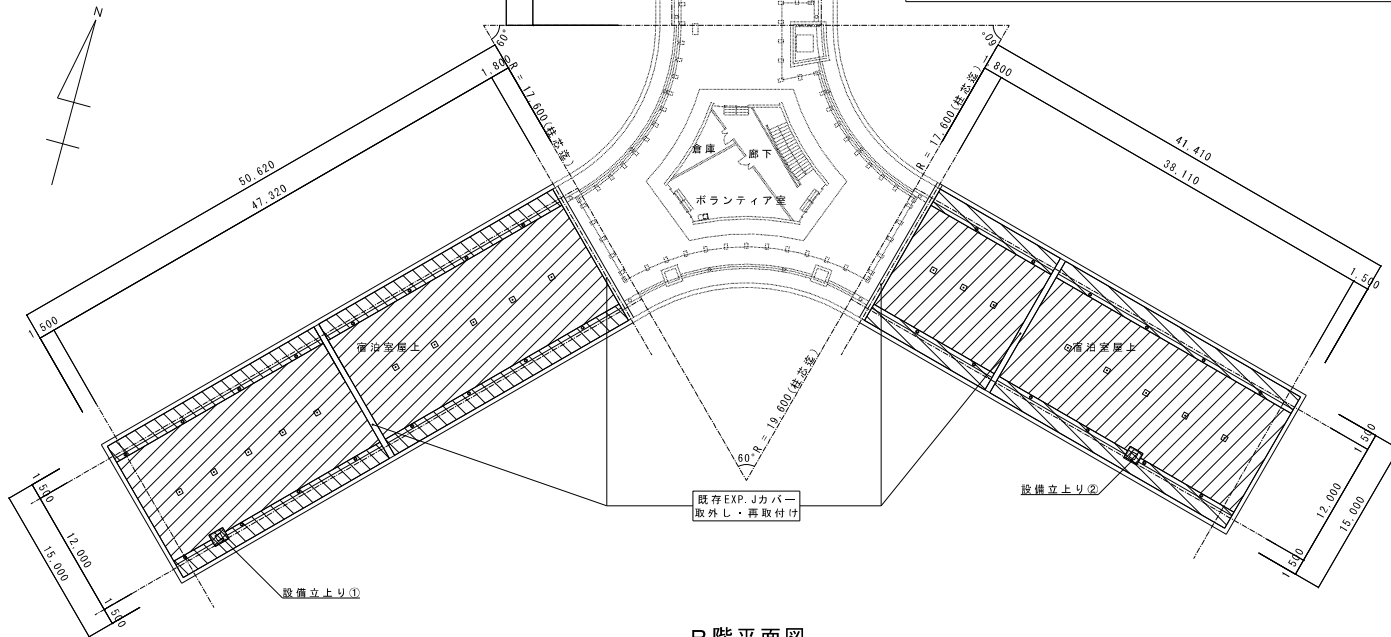 N
60°
60°
1,800
1,800
R = 17,600(柱芯迄)
R = 17,600(柱芯迄)
50,620
47,320
41,410
38,110
倉庫
廊下
ボランティア室
1,500
1,500
宿泊室屋上
宿泊室屋上
R = 19,600(柱芯迄)
60°
既存EXP.Jカバー
取外し・再取付け
設備立上り②
設備立上り①
1,500
12,000
15,000
1,500
1,500
12,000
15,000
1,500
R階平面図